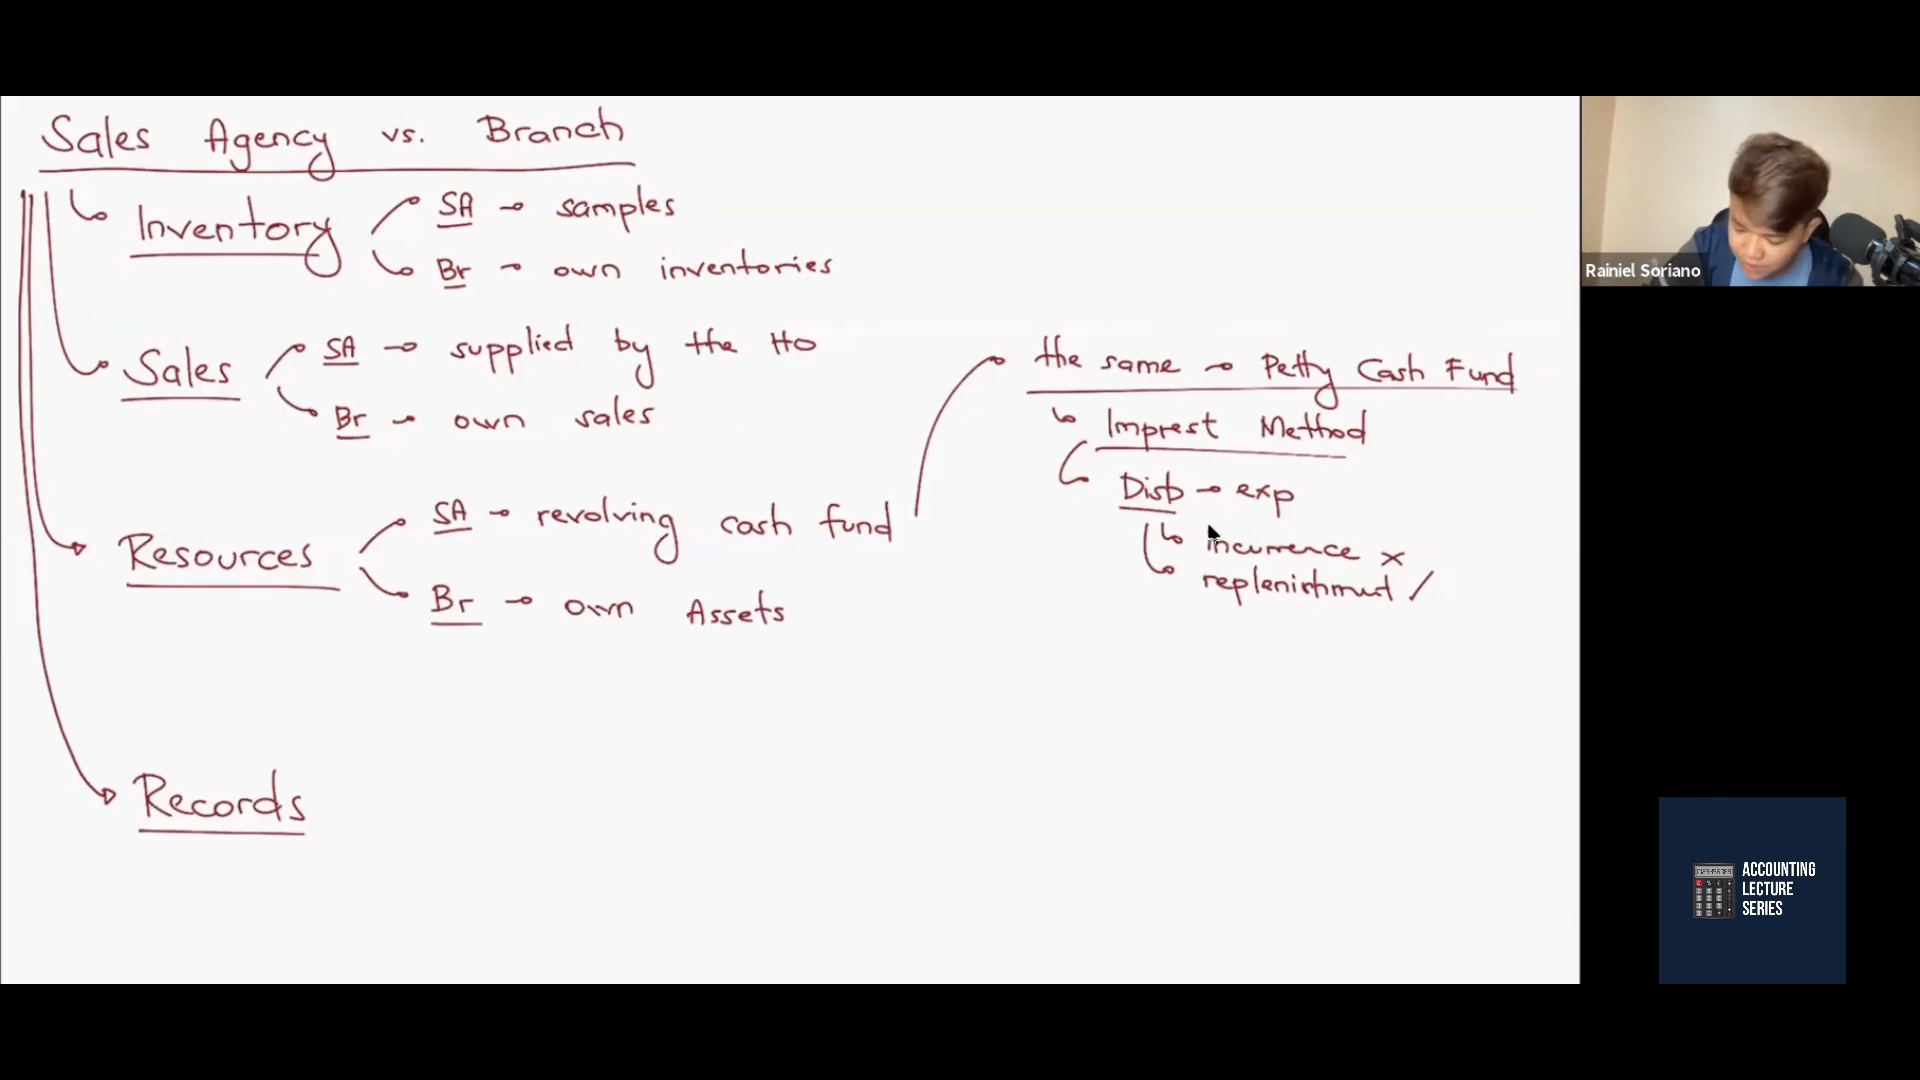 Sales Agency vs. Branch
Inventory
SA → samples
Br → own inventories
Sales
SA → supplied by the HO
Br → own sales
Resources
SA → revolving cash fund
Br → own Assets
the same → Petty Cash Fund
Imprest Method
Disb → exp
incurrence x
replenishment /
Records
Rainiel Soriano
ACCOUNTING
LECTURE
SERIES